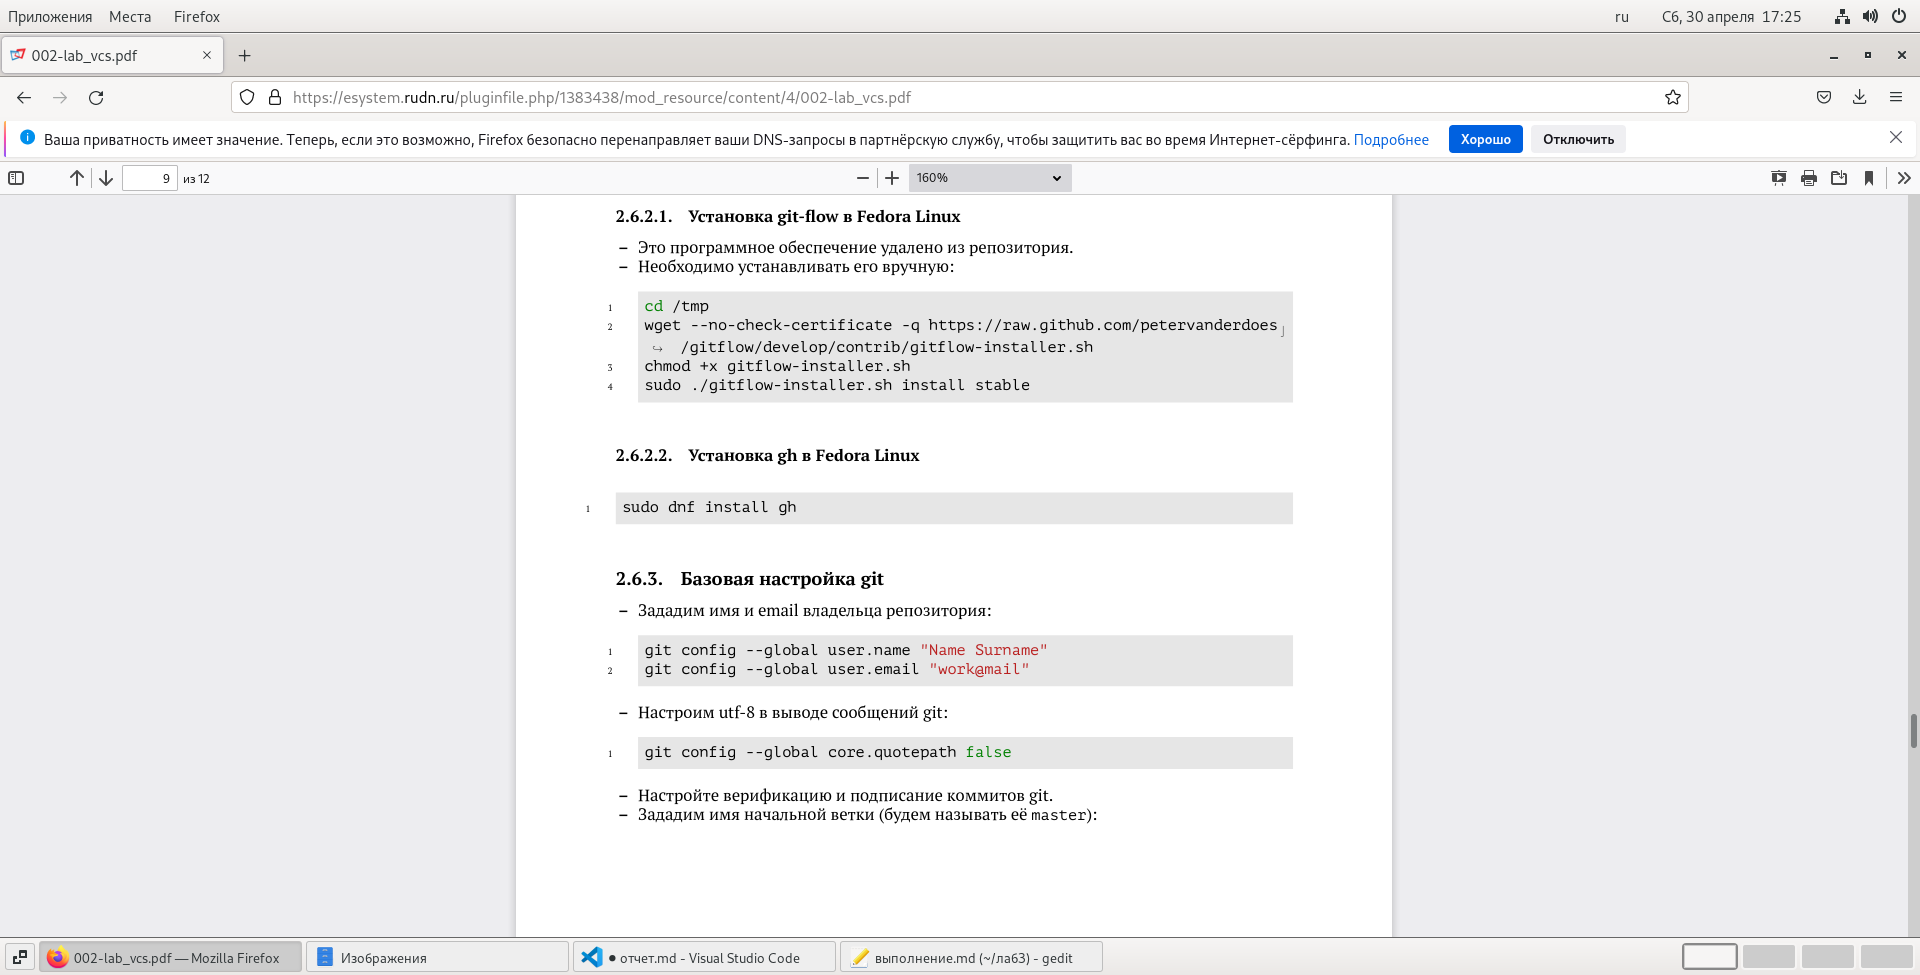 Приложения Места Firefox ru Сб, 30 апреля 17:25
002-lab_vcs.pdf
https://esystem.rudn.ru/pluginfile.php/1383438/mod_resource/content/4/002-lab_vcs.pdf
Ваша приватность имеет значение. Теперь, если это возможно, Firefox безопасно перенаправляет ваши DNS-запросы в партнёрскую службу, чтобы защитить вас во время Интернет-сёрфинга. Подробнее Хорошо Отключить
9 из 12 160%
2.6.2.1. Установка git-flow в Fedora Linux
– Это программное обеспечение удалено из репозитория.
– Необходимо устанавливать его вручную:
1 cd /tmp
2 wget --no-check-certificate -q https://raw.github.com/petervanderdoes
↪ /gitflow/develop/contrib/gitflow-installer.sh
3 chmod +x gitflow-installer.sh
4 sudo ./gitflow-installer.sh install stable
2.6.2.2. Установка gh в Fedora Linux
1 sudo dnf install gh
2.6.3. Базовая настройка git
– Зададим имя и email владельца репозитория:
1 git config --global user.name "Name Surname"
2 git config --global user.email "work@mail"
– Настроим utf-8 в выводе сообщений git:
1 git config --global core.quotepath false
– Настройте верификацию и подписание коммитов git.
– Зададим имя начальной ветки (будем называть её master):
002-lab_vcs.pdf — Mozilla Firefox Изображения ● отчет.md - Visual Studio Code выполнение.md (~/ла63) - gedit